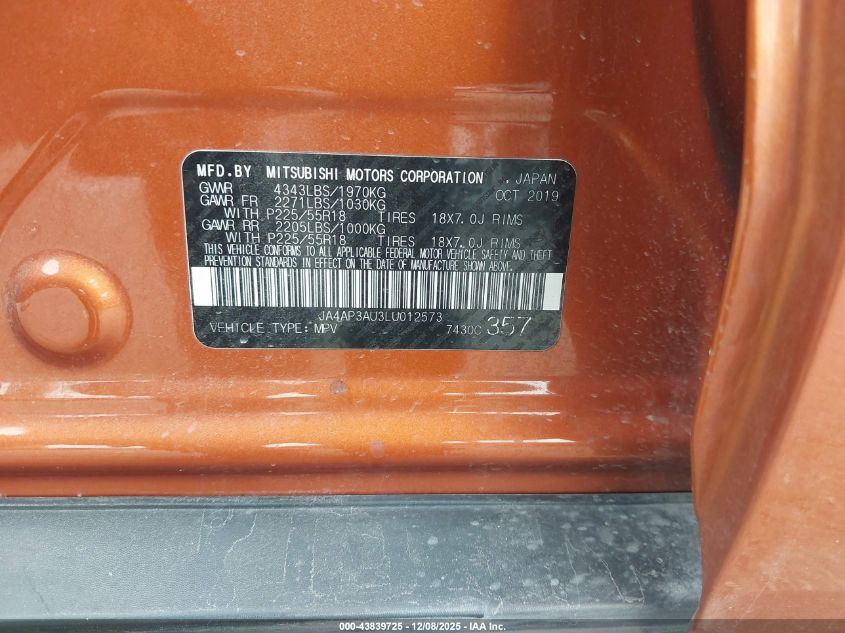 MFD.BY MITSUBISHI MOTORS CORPORATION , JAPAN
GVWR 4343LBS/1970KG OCT 2019
GAWR FR 2271LBS/1030KG
WITH P225/55R18 TIRES 18X7.0J RIMS
GAWR RR 2205LBS/1000KG
WITH P225/55R18 TIRES 18X7.0J RIMS
THIS VEHICLE CONFORMS TO ALL APPLICABLE FEDERAL MOTOR VEHICLE SAFETY AND THEFT
PREVENTION STANDARDS IN EFFECT ON THE DATE OF MANUFACTURE SHOWN ABOVE.
JA4AP3AU3LU012573
VEHICLE TYPE:MPV 7430C 357
000-43839725 - 12/08/2025 - IAA Inc.